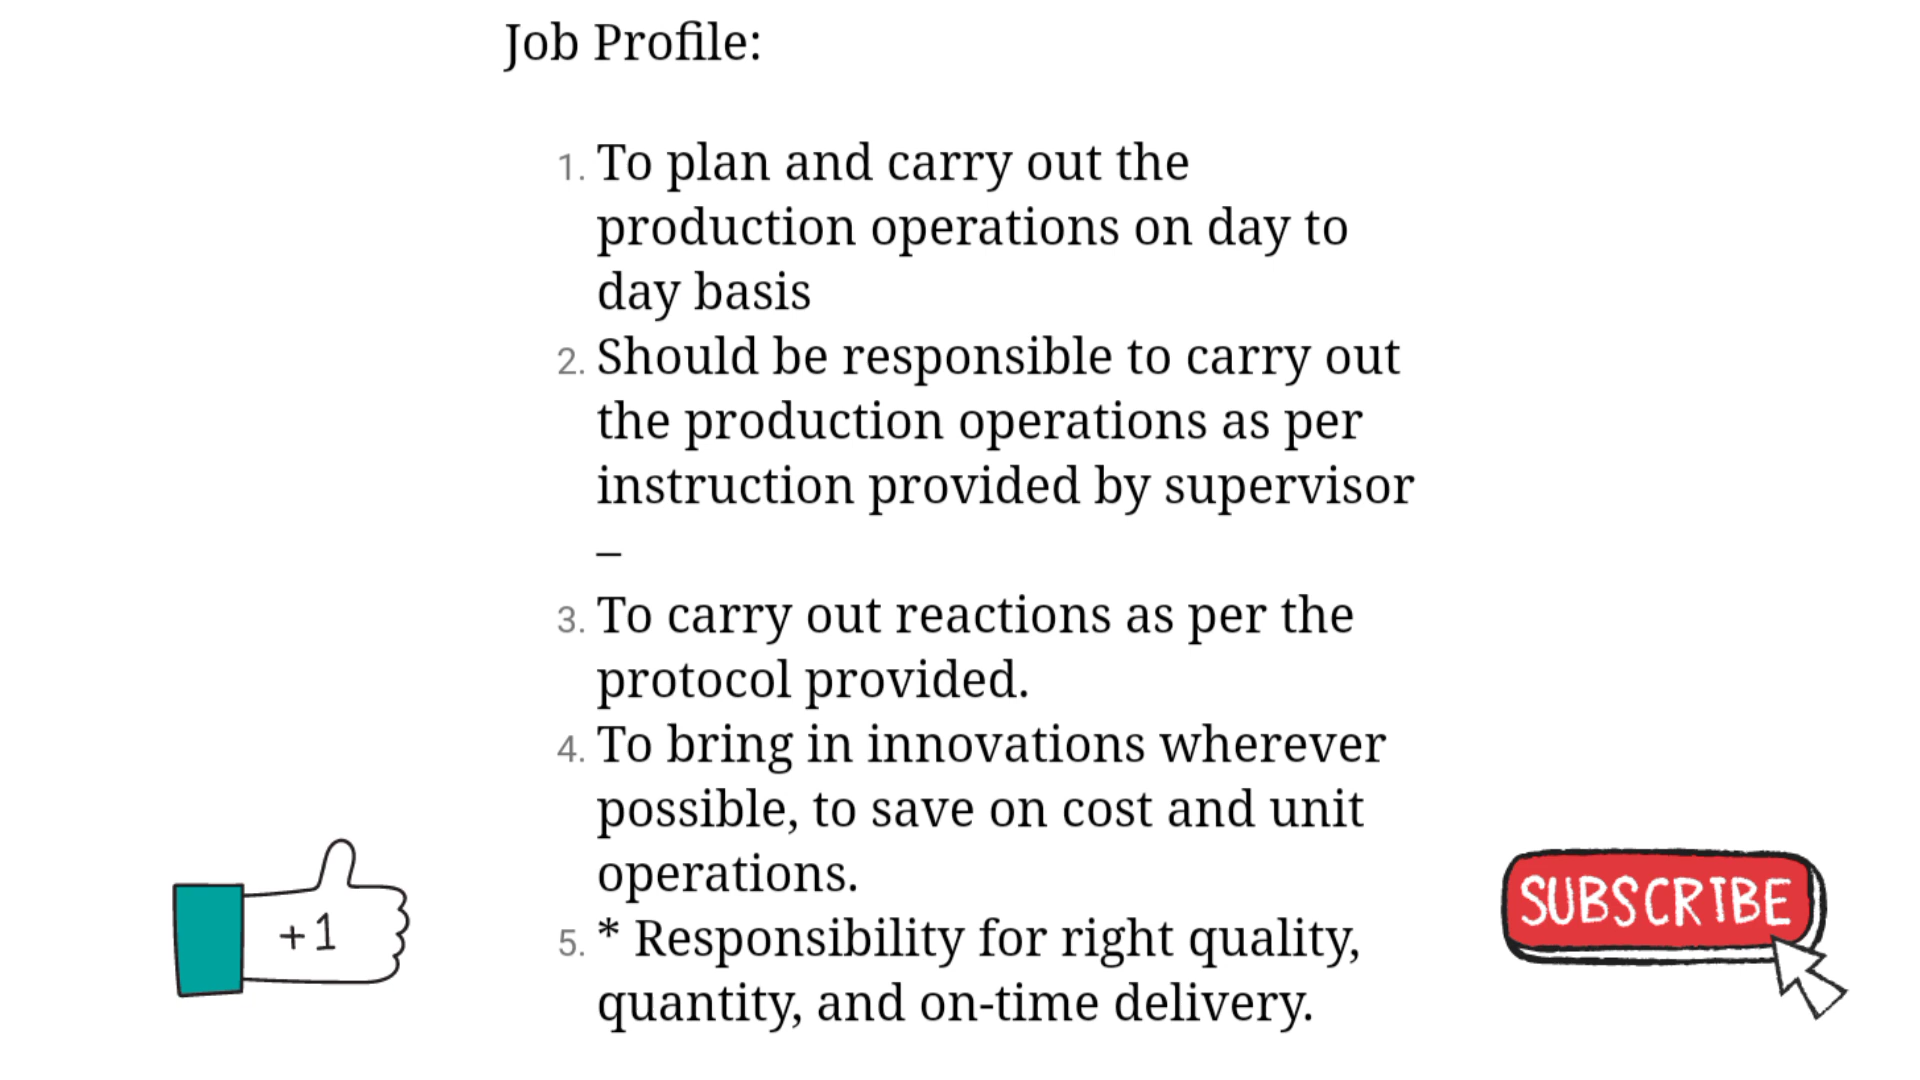 Job Profile:
1. To plan and carry out the
production operations on day to
day basis
2. Should be responsible to carry out
the production operations as per
instruction provided by supervisor
–
3. To carry out reactions as per the
protocol provided.
4. To bring in innovations wherever
possible, to save on cost and unit
operations.
5. * Responsibility for right quality,
quantity, and on-time delivery.
+1
SUBSCRIBE